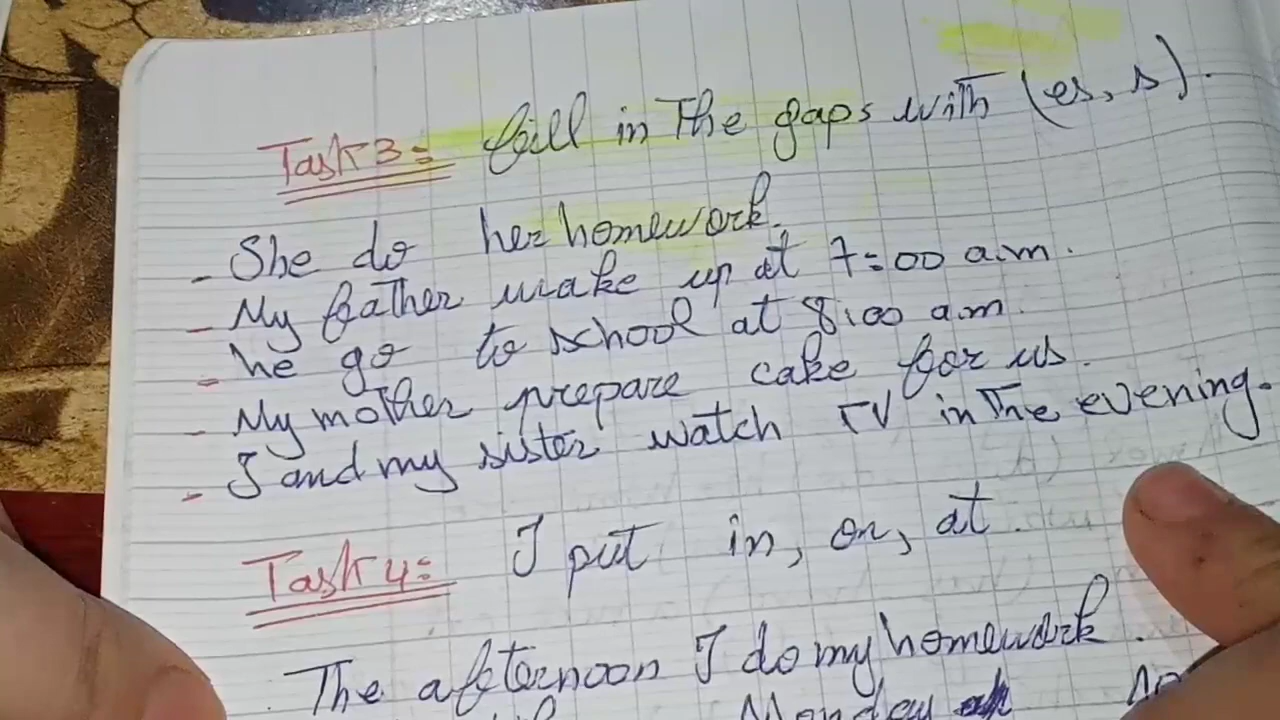 Task 3: fill in The gaps with (es, s).
- She do her homework.
- My father wake up at 7:00 a.m.
- he go to school at 8:00 a.m.
- My mother prepare cake for us.
- I and my sister watch TV in The evening.
Task 4: I put in, on, at.
The afternoon I do my homework.
Monday